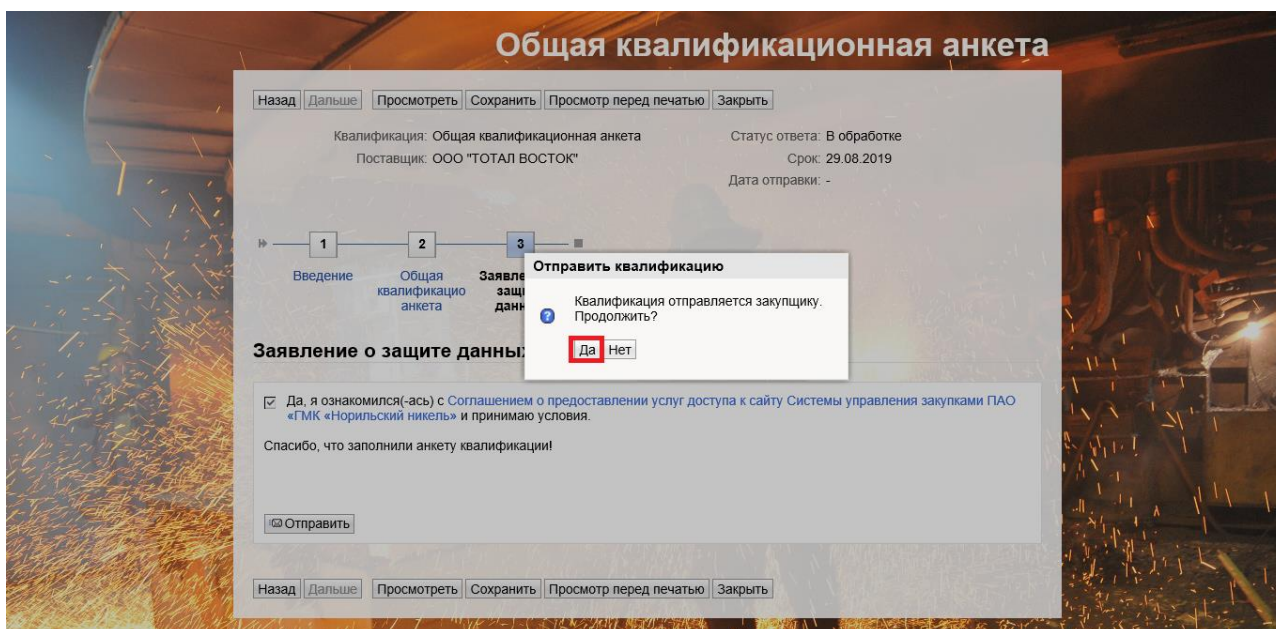 Общая квалификационная анкета
Назад Дальше Просмотреть Сохранить Просмотр перед печатью Закрыть
Квалификация: Общая квалификационная анкета Статус ответа: В обработке
Поставщик: ООО "ТОТАЛ ВОСТОК" Срок: 29.08.2019
Дата отправки: -
1 2 3
Введение
Общая
квалификацио
анкета
Заявле
защи
данн
Отправить квалификацию
Квалификация отправляется закупщику.
Продолжить?
Да Нет
Заявление о защите данны
Да, я ознакомился(-ась) с Соглашением о предоставлении услуг доступа к сайту Системы управления закупками ПАО
«ГМК «Норильский никель» и принимаю условия.
Спасибо, что заполнили анкету квалификации!
Отправить
Назад Дальше Просмотреть Сохранить Просмотр перед печатью Закрыть